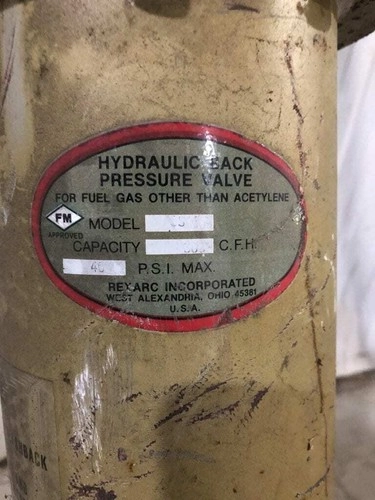 HYDRAULIC BACK
PRESSURE VALVE
FOR FUEL GAS OTHER THAN ACETYLENE
FM
APPROVED
MODEL
CAPACITY C.F.H.
P.S.I. MAX.
REXARC INCORPORATED
WEST ALEXANDRIA, OHIO 45381
U.S.A.